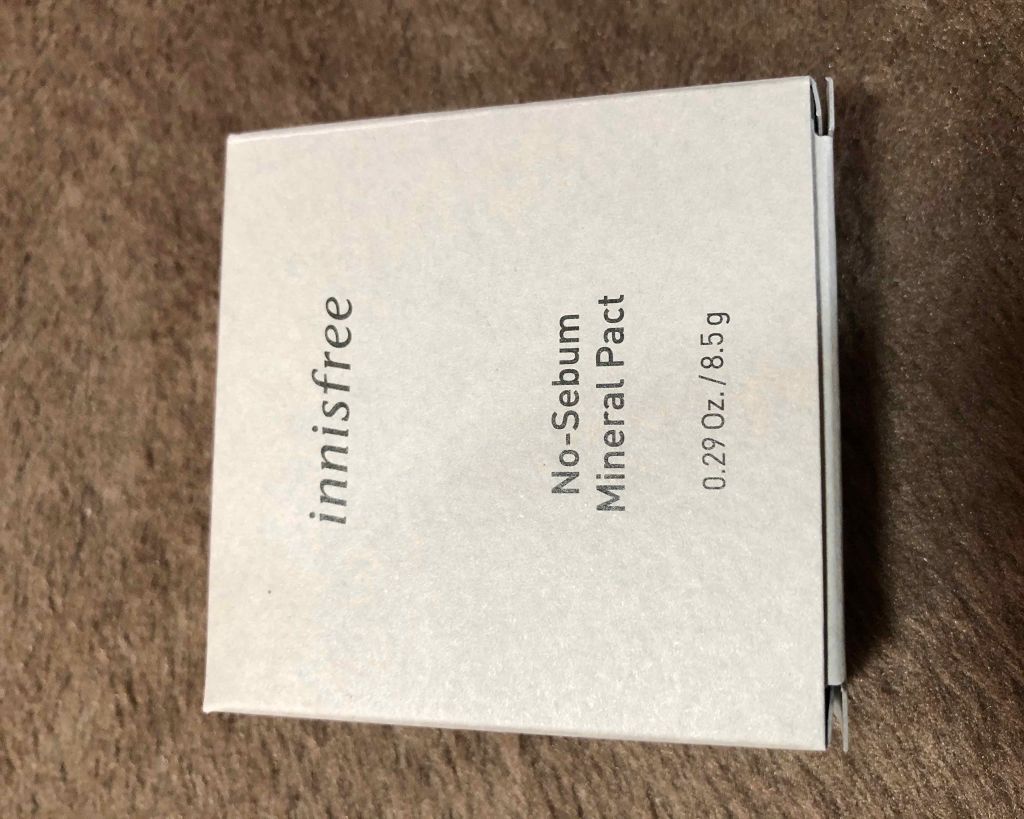 innisfree
No-Sebum
Mineral Pact
0.29 Oz. / 8.5 g